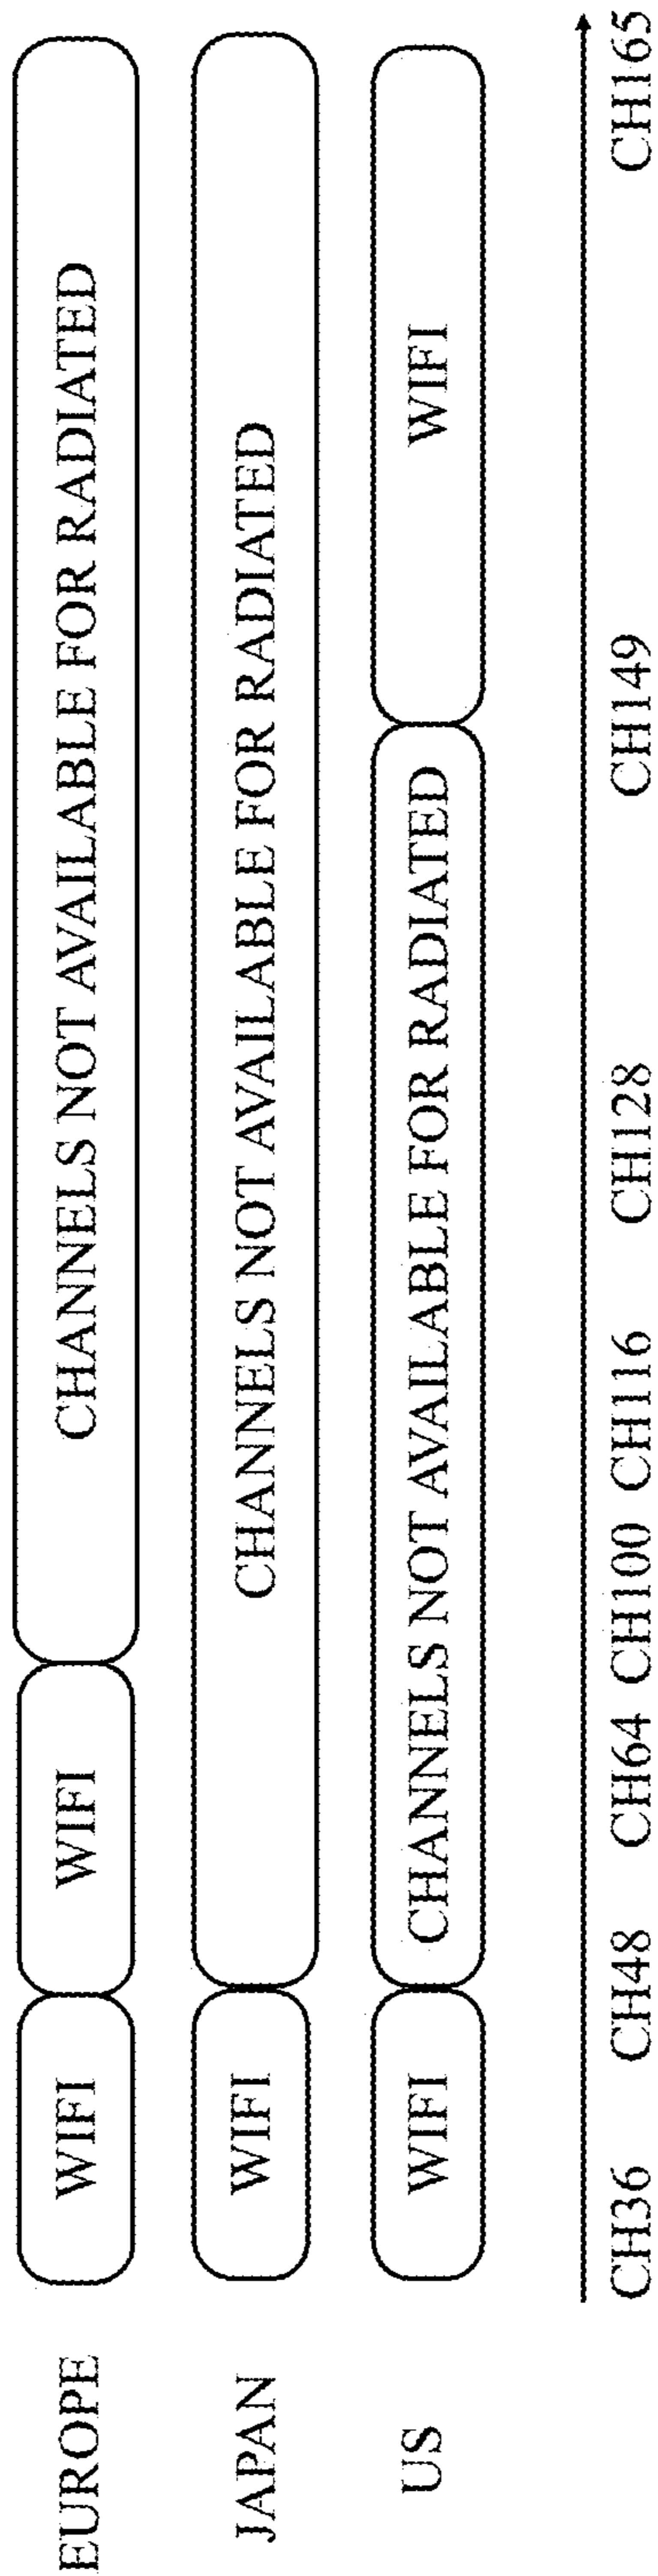 EUROPE
WIFI
WIFI
CHANNELS NOT AVAILABLE FOR RADIATED
JAPAN
WIFI
CHANNELS NOT AVAILABLE FOR RADIATED
US
WIFI
CHANNELS NOT AVAILABLE FOR RADIATED
WIFI
CH36 CH48 CH64 CH100 CH116 CH128 CH149 CH165